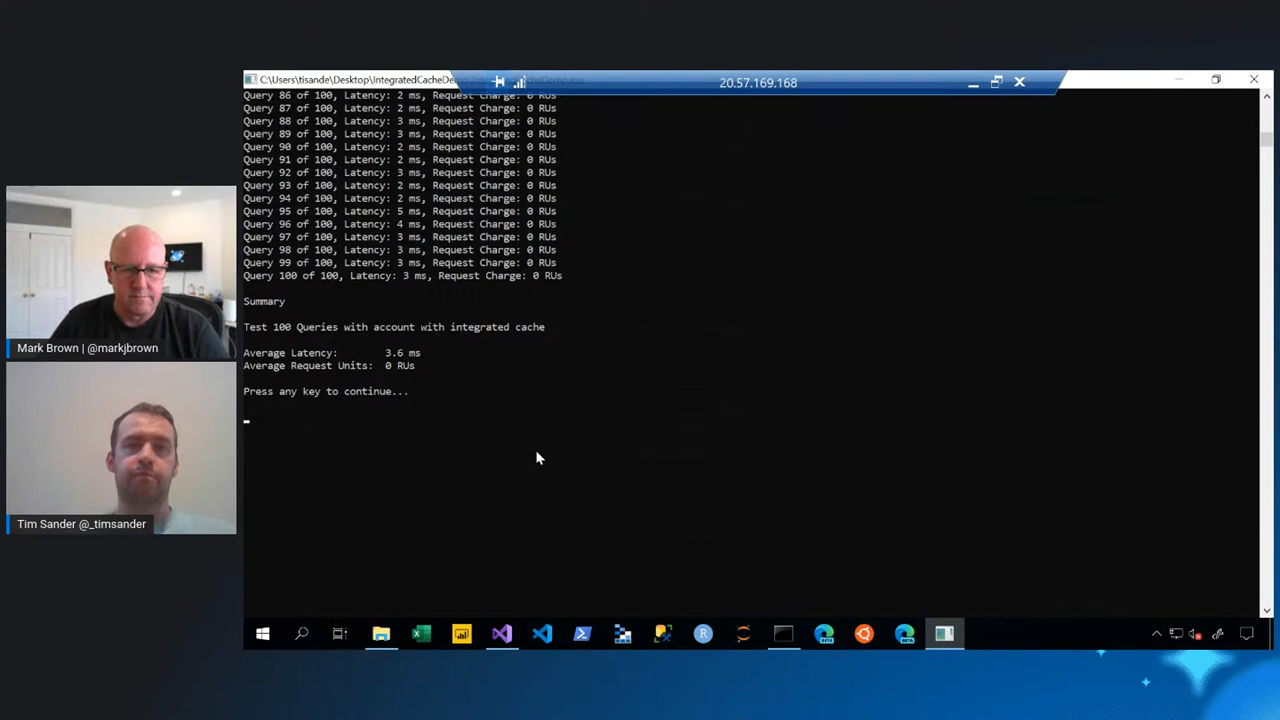 C:\Users\tisande\Desktop\IntegratedCacheDemo\
20.57.169.168
Query 86 of 100, Latency: 2 ms, Request Charge: 0 RUs
Query 87 of 100, Latency: 2 ms, Request Charge: 0 RUs
Query 88 of 100, Latency: 3 ms, Request Charge: 0 RUs
Query 89 of 100, Latency: 3 ms, Request Charge: 0 RUs
Query 90 of 100, Latency: 2 ms, Request Charge: 0 RUs
Query 91 of 100, Latency: 2 ms, Request Charge: 0 RUs
Query 92 of 100, Latency: 3 ms, Request Charge: 0 RUs
Query 93 of 100, Latency: 2 ms, Request Charge: 0 RUs
Query 94 of 100, Latency: 2 ms, Request Charge: 0 RUs
Query 95 of 100, Latency: 5 ms, Request Charge: 0 RUs
Query 96 of 100, Latency: 4 ms, Request Charge: 0 RUs
Query 97 of 100, Latency: 3 ms, Request Charge: 0 RUs
Query 98 of 100, Latency: 3 ms, Request Charge: 0 RUs
Query 99 of 100, Latency: 3 ms, Request Charge: 0 RUs
Query 100 of 100, Latency: 3 ms, Request Charge: 0 RUs
Summary
Test 100 Queries with account with integrated cache
Average Latency: 3.6 ms
Average Request Units: 0 RUs
Press any key to continue...
Mark Brown | @markjbrown
Tim Sander @_timsander